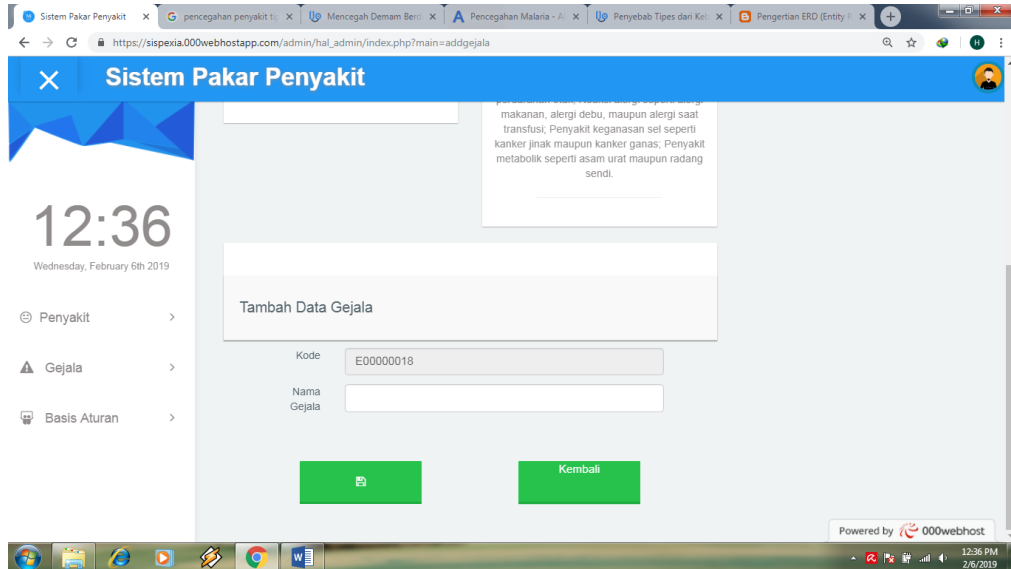 Sistem Pakar Penyakit
pencegahan penyakit tip
Mencegah Demam Berd
Pencegahan Malaria - A
Penyebab Tipes dari Keb
Pengertian ERD (Entity R
https://sispexia.000webhostapp.com/admin/hal_admin/index.php?main=addgejala
H
Sistem Pakar Penyakit
makanan, alergi debu, maupun alergi saat
transfusi; Penyakit keganasan sel seperti
kanker jinak maupun kanker ganas; Penyakit
metabolik seperti asam urat maupun radang
sendi.
12:36
Wednesday, February 6th 2019
Penyakit
Gejala
Basis Aturan
Tambah Data Gejala
Kode
E00000018
Nama
Gejala
Kembali
Powered by 000webhost
12:36 PM
2/6/2019